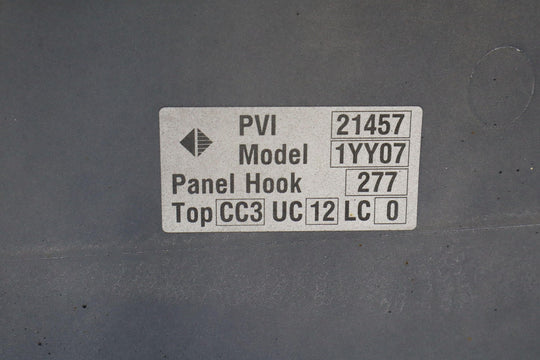 PVI 21457
Model 1YY07
Panel Hook 277
Top CC3 UC 12 LC 0